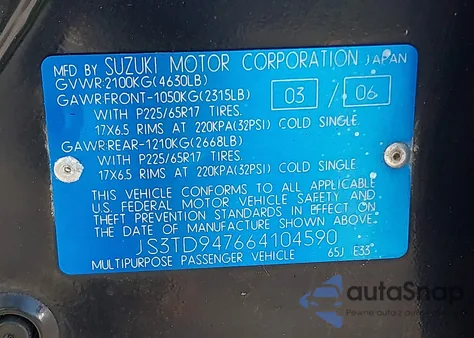 MFD BY SUZUKI MOTOR CORPORATION JAPAN
GVWR-2100KG(4630LB)
GAWR FRONT-1050KG(2315LB) 03 / 06
WITH P225/65R17 TIRES.
17X6.5 RIMS AT 220KPA(32PSI) COLD SINGLE.
GAWR REAR-1210KG(2668LB)
WITH P225/65R17 TIRES.
17X6.5 RIMS AT 220KPA(32PSI) COLD SINGLE.
THIS VEHICLE CONFORMS TO ALL APPLICABLE
U.S. FEDERAL MOTOR VEHICLE SAFETY AND
THEFT PREVENTION STANDARDS IN EFFECT ON
THE DATE OF MANUFACTURE SHOWN ABOVE.
JS3TD947664104590
MULTIPURPOSE PASSENGER VEHICLE 65J E33
autaSnap
Pewne auta z